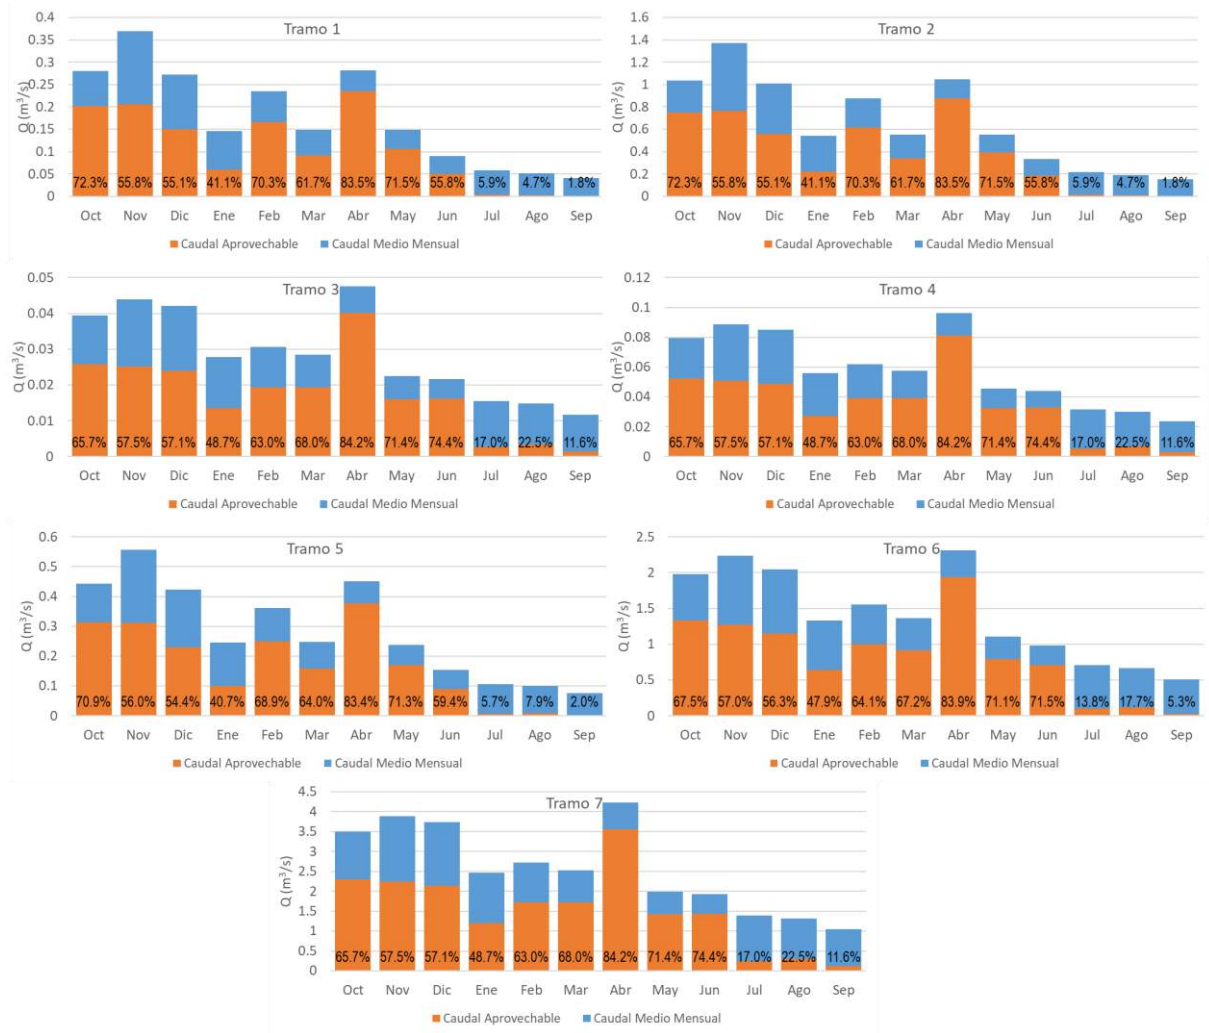 Tramo 1
Q (m³/s)
0.4
0.35
0.3
0.25
0.2
0.15
0.1
0.05
0
72.3% 55.8% 55.1% 41.1% 70.3% 61.7% 83.5% 71.5% 55.8% 5.9% 4.7% 1.8%
Oct Nov Dic Ene Feb Mar Abr May Jun Jul Ago Sep
Caudal Aprovechable Caudal Medio Mensual
Tramo 2
Q (m³/s)
1.6
1.4
1.2
1
0.8
0.6
0.4
0.2
0
72.3% 55.8% 55.1% 41.1% 70.3% 61.7% 83.5% 71.5% 55.8% 5.9% 4.7% 1.8%
Oct Nov Dic Ene Feb Mar Abr May Jun Jul Ago Sep
Caudal Aprovechable Caudal Medio Mensual
Tramo 3
Q (m³/s)
0.05
0.04
0.03
0.02
0.01
0
65.7% 57.5% 57.1% 48.7% 63.0% 68.0% 84.2% 71.4% 74.4% 17.0% 22.5% 11.6%
Oct Nov Dic Ene Feb Mar Abr May Jun Jul Ago Sep
Caudal Aprovechable Caudal Medio Mensual
Tramo 4
Q (m³/s)
0.12
0.1
0.08
0.06
0.04
0.02
0
65.7% 57.5% 57.1% 48.7% 63.0% 68.0% 84.2% 71.4% 74.4% 17.0% 22.5% 11.6%
Oct Nov Dic Ene Feb Mar Abr May Jun Jul Ago Sep
Caudal Aprovechable Caudal Medio Mensual
Tramo 5
Q (m³/s)
0.6
0.5
0.4
0.3
0.2
0.1
0
70.9% 56.0% 54.4% 40.7% 68.9% 64.0% 83.4% 71.3% 59.4% 5.7% 7.9% 2.0%
Oct Nov Dic Ene Feb Mar Abr May Jun Jul Ago Sep
Caudal Aprovechable Caudal Medio Mensual
Tramo 6
Q (m³/s)
2.5
2
1.5
1
0.5
0
67.5% 57.0% 56.3% 47.9% 64.1% 67.2% 83.9% 71.1% 71.5% 13.8% 17.7% 5.3%
Oct Nov Dic Ene Feb Mar Abr May Jun Jul Ago Sep
Caudal Aprovechable Caudal Medio Mensual
Tramo 7
Q (m³/s)
4.5
4
3.5
3
2.5
2
1.5
1
0.5
0
65.7% 57.5% 57.1% 48.7% 63.0% 68.0% 84.2% 71.4% 74.4% 17.0% 22.5% 11.6%
Oct Nov Dic Ene Feb Mar Abr May Jun Jul Ago Sep
Caudal Aprovechable Caudal Medio Mensual